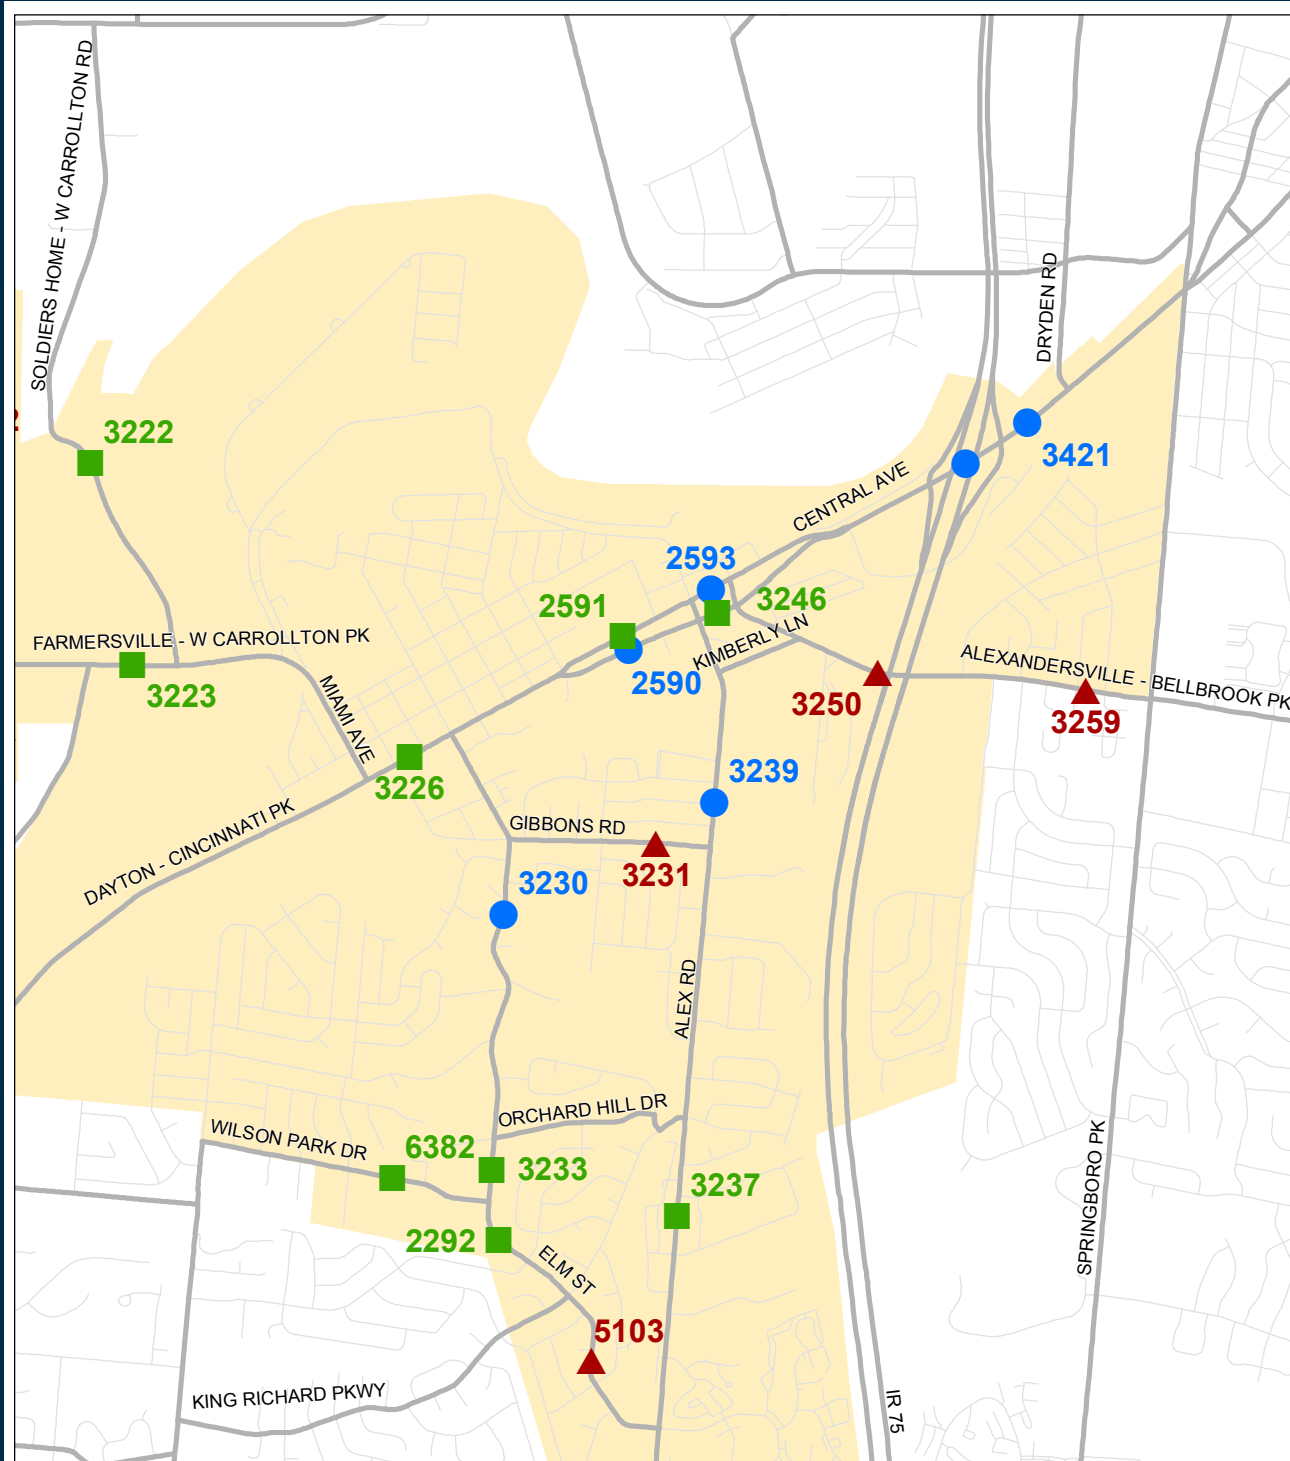 SOLDIERS HOME - W CARROLLTON RD
DRYDEN RD
2
3222
3421
CENTRAL AVE
2593
2591
3246
KIMBERLY LN
FARMERSVILLE - W CARROLLTON PK
ALEXANDERSVILLE - BELLBROOK PK
3223
2590
3250
3259
MIAMI AVE
3239
3226
DAYTON - CINCINNATI PK
GIBBONS RD
3231
3230
ALEX RD
ORCHARD HILL DR
WILSON PARK DR
6382
3233
3237
SPRINGBORO PK
2292
ELM ST
5103
KING RICHARD PKWY
IR 75